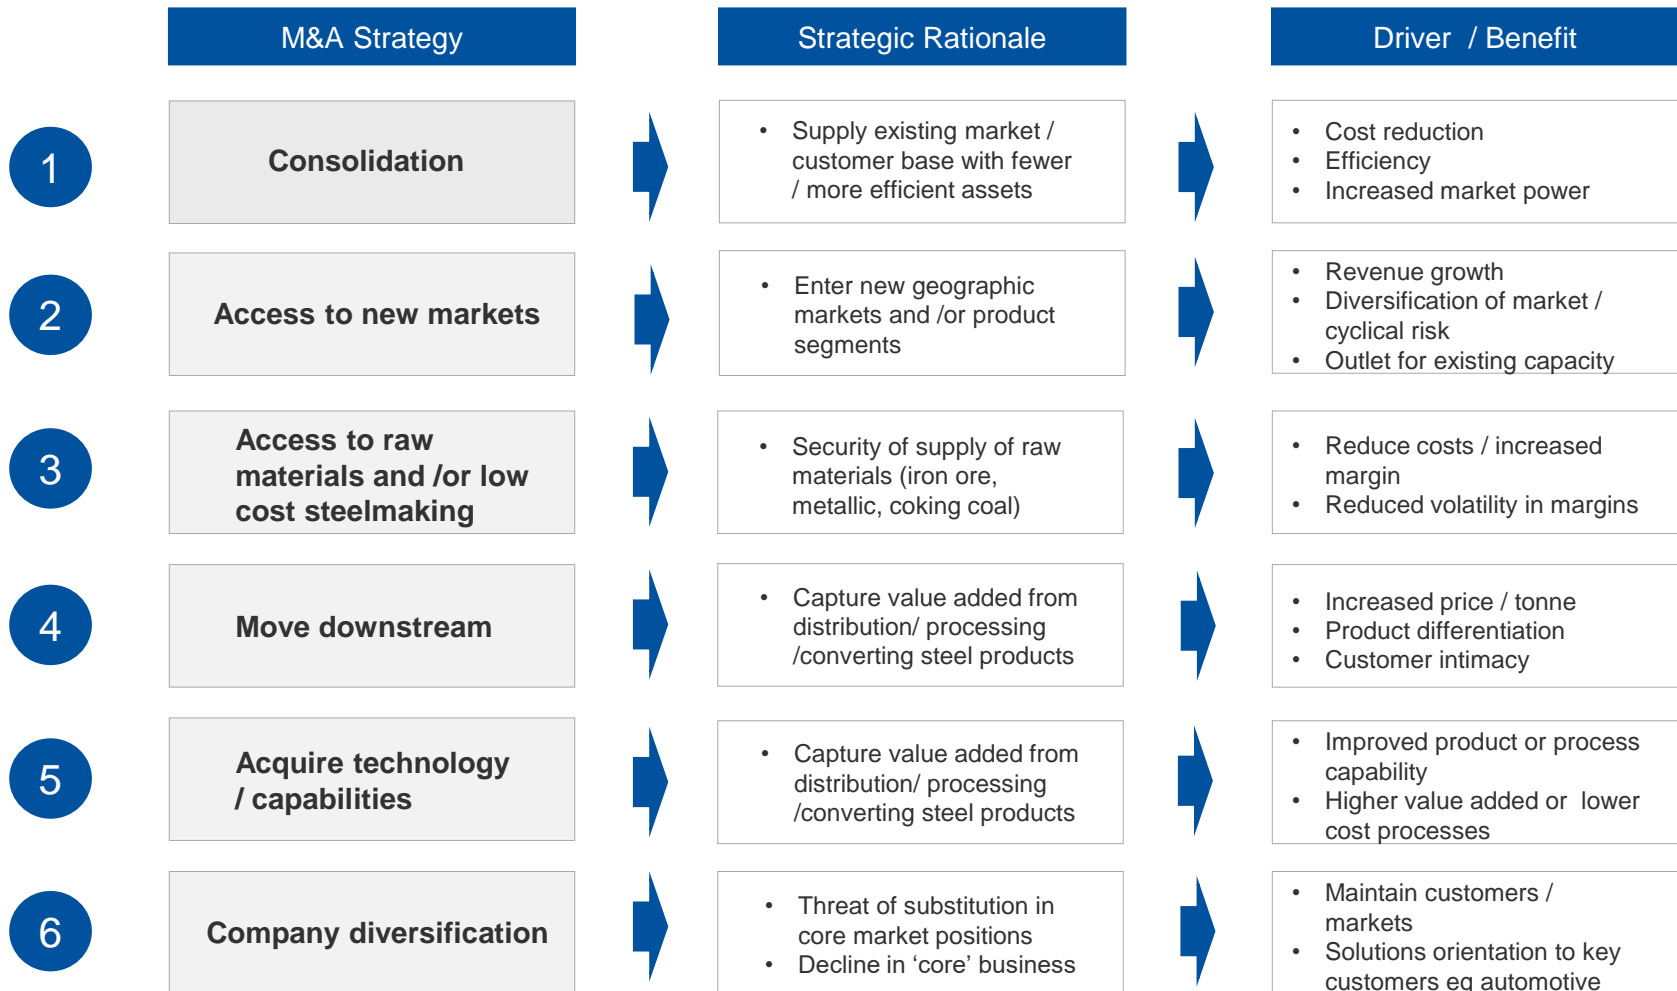 M&A Strategy
Strategic Rationale
Driver / Benefit
1
Consolidation
• Supply existing market /
customer base with fewer
/ more efficient assets
• Cost reduction
• Efficiency
• Increased market power
2
Access to new markets
• Enter new geographic
markets and /or product
segments
• Revenue growth
• Diversification of market /
cyclical risk
• Outlet for existing capacity
3
Access to raw
materials and /or low
cost steelmaking
• Security of supply of raw
materials (iron ore,
metallic, coking coal)
• Reduce costs / increased
margin
• Reduced volatility in margins
4
Move downstream
• Capture value added from
distribution/ processing
/converting steel products
• Increased price / tonne
• Product differentiation
• Customer intimacy
5
Acquire technology
/ capabilities
• Capture value added from
distribution/ processing
/converting steel products
• Improved product or process
capability
• Higher value added or lower
cost processes
6
Company diversification
• Threat of substitution in
core market positions
• Decline in ‘core’ business
• Maintain customers /
markets
• Solutions orientation to key
customers eg automotive